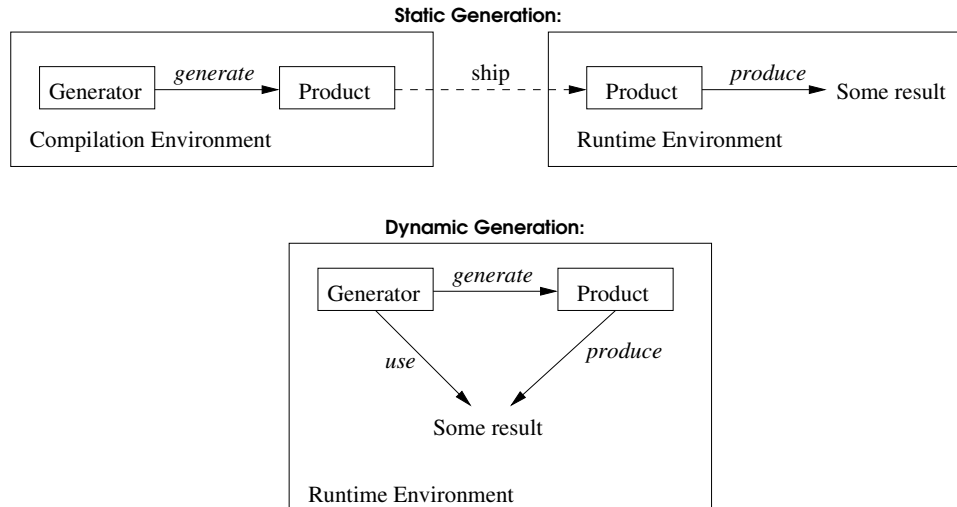 Static Generation:
generate
ship
produce
Generator
Product
Product
Some result
Compilation Environment
Runtime Environment
Dynamic Generation:
generate
Generator
Product
use
produce
Some result
Runtime Environment